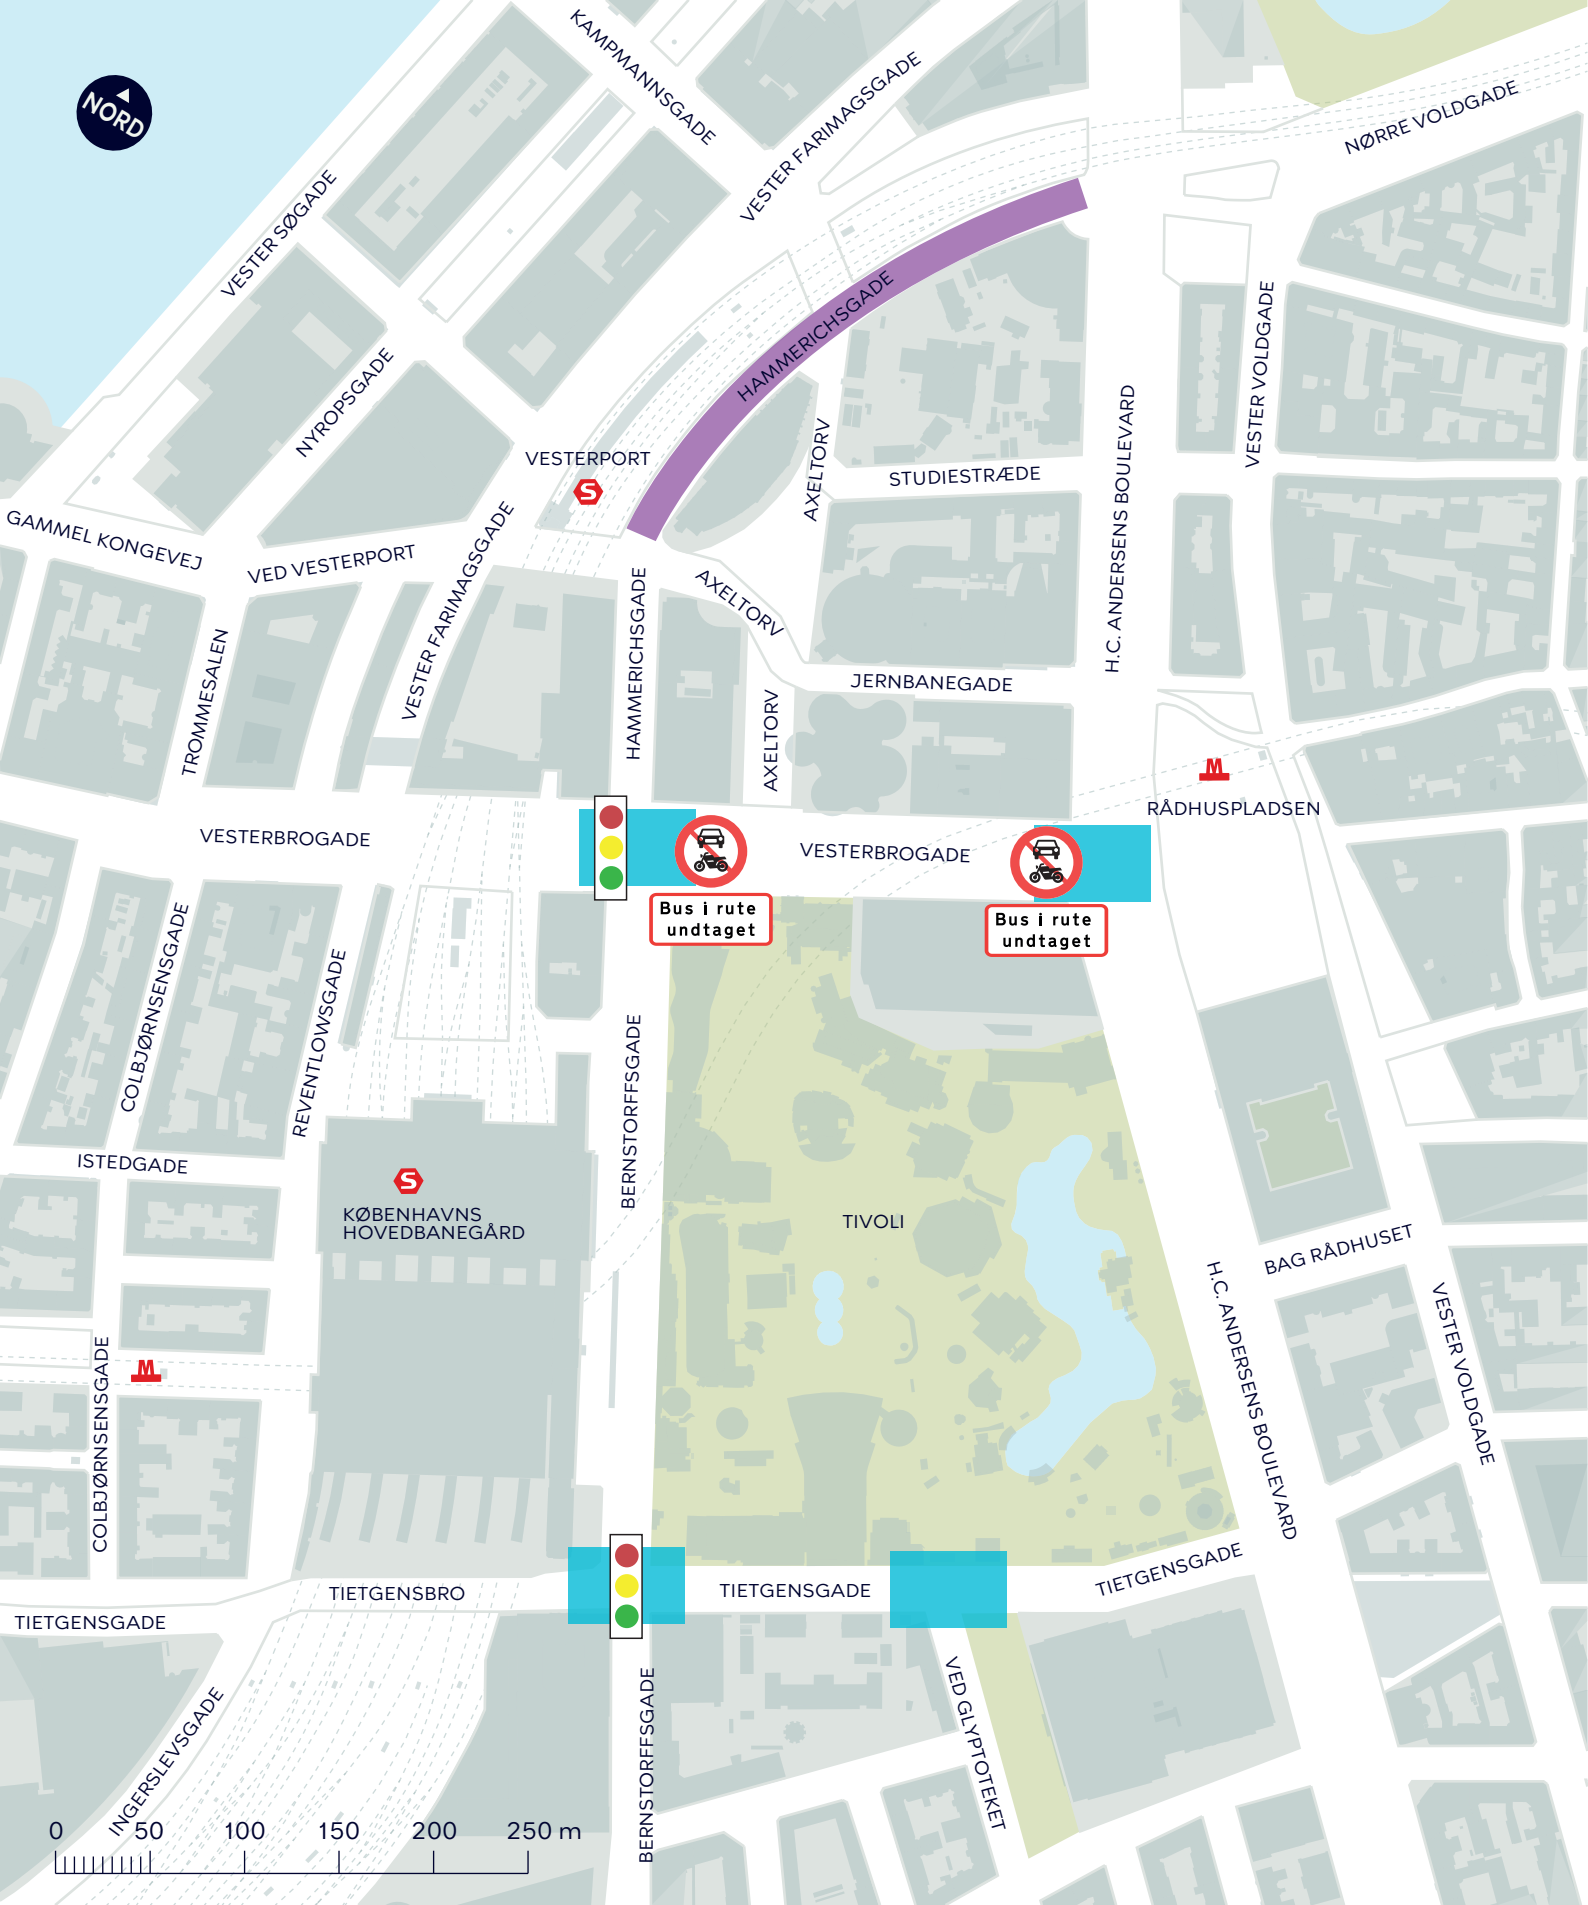 KAMPMANNSGADE
VESTER FARIMAGSGADE
NORD
NØRRE VOLDGADE
VESTER SØGADE
HAMMERICHSGADE
VESTER VOLDGADE
NYROPSGADE
H.C. ANDERSENS BOULEVARD
AXELTORV
VESTERPORT
S
STUDIESTRÆDE
GAMMEL KONGEVEJ
VED VESTERPORT
VESTER FARIMAGSGADE
HAMMERICHSGADE
AXELTORV
TROMMESALEN
JERNBANEGADE
AXELTORV
M
RÅDHUSPLADSEN
VESTERBROGADE
VESTERBROGADE
Bus i rute
undtaget
Bus i rute
undtaget
COLBJØRNSENSGADE
REVENTLOWSGADE
BERNSTORFFSGADE
ISTEDGADE
S
KØBENHAVNS
HOVEDBANEGÅRD
TIVOLI
BAG RÅDHUSET
H.C. ANDERSENS BOULEVARD
VESTER VOLDGADE
M
COLBJØRNSENSGADE
TIETGENSBRO
TIETGENSGADE
TIETGENSGADE
TIETGENSGADE
INGERSLEVSGADE
BERNSTORFFSGADE
VED GLYPTOTEKET
0 50 100 150 200 250 m